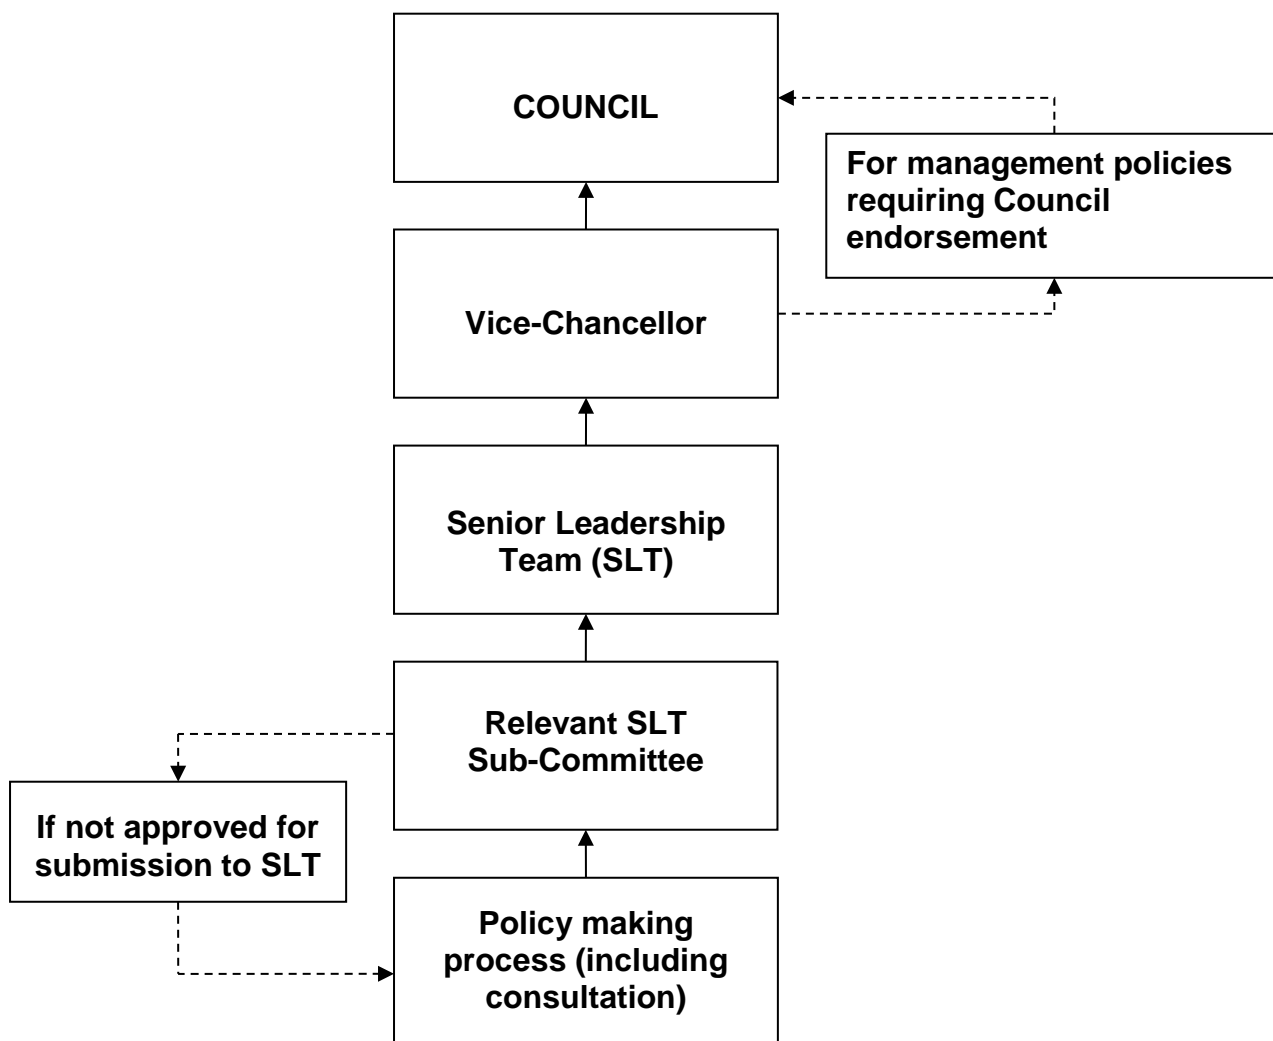 COUNCIL
For management policies
requiring Council
endorsement
Vice-Chancellor
Senior Leadership
Team (SLT)
Relevant SLT
Sub-Committee
If not approved for
submission to SLT
Policy making
process (including
consultation)